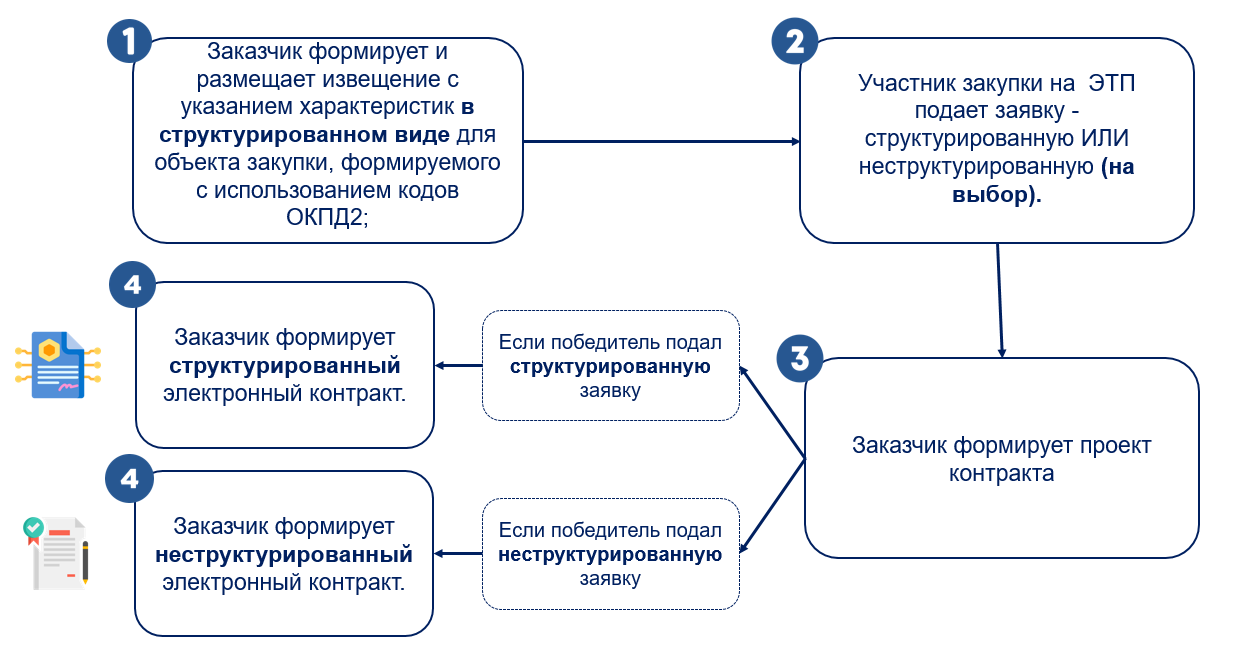 1
Заказчик формирует и
размещает извещение с
указанием характеристик в
структурированном виде для
объекта закупки, формируемого
с использованием кодов
ОКПД2;
2
Участник закупки на ЭТП
подает заявку -
структурированную ИЛИ
неструктурированную (на
выбор).
3
Заказчик формирует проект
контракта
Если победитель подал
структурированную
заявку
4
Заказчик формирует
структурированный
электронный контракт.
Если победитель подал
неструктурированную
заявку
4
Заказчик формирует
неструктурированный
электронный контракт.